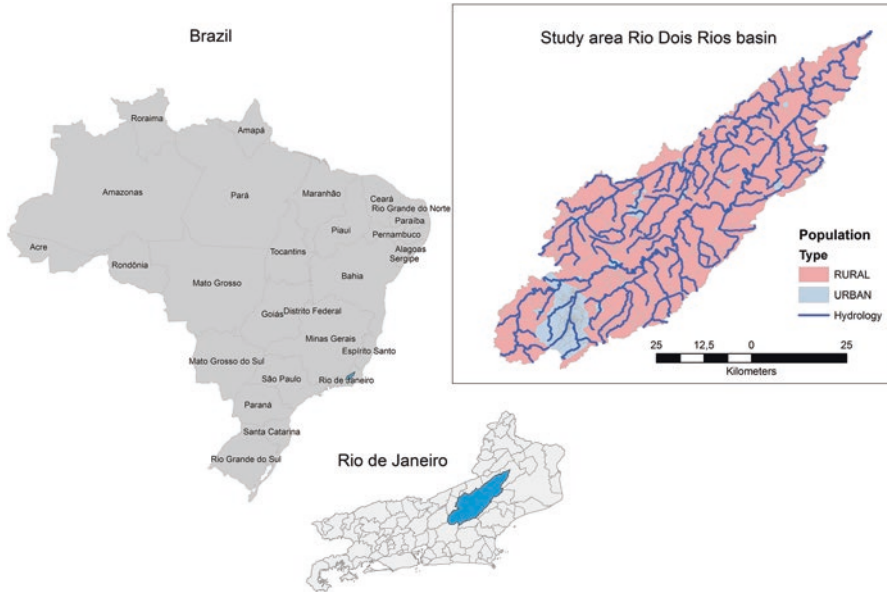 Brazil
Roraima
Amapá
Amazonas
Pará
Maranhão
Ceará
Rio Grande do Norte
Paraíba
Piauí
Pernambuco
Acre
Alagoas
Sergipe
Rondônia
Tocantins
Mato Grosso
Bahia
Goiás
Distrito Federal
Minas Gerais
Espírito Santo
Mato Grosso do Sul
São Paulo
Rio de Janeiro
Paraná
Santa Catarina
Rio Grande do Sul
Study area Rio Dois Rios basin
Population
Type
RURAL
URBAN
Hydrology
25 12,5 0 25
Kilometers
Rio de Janeiro